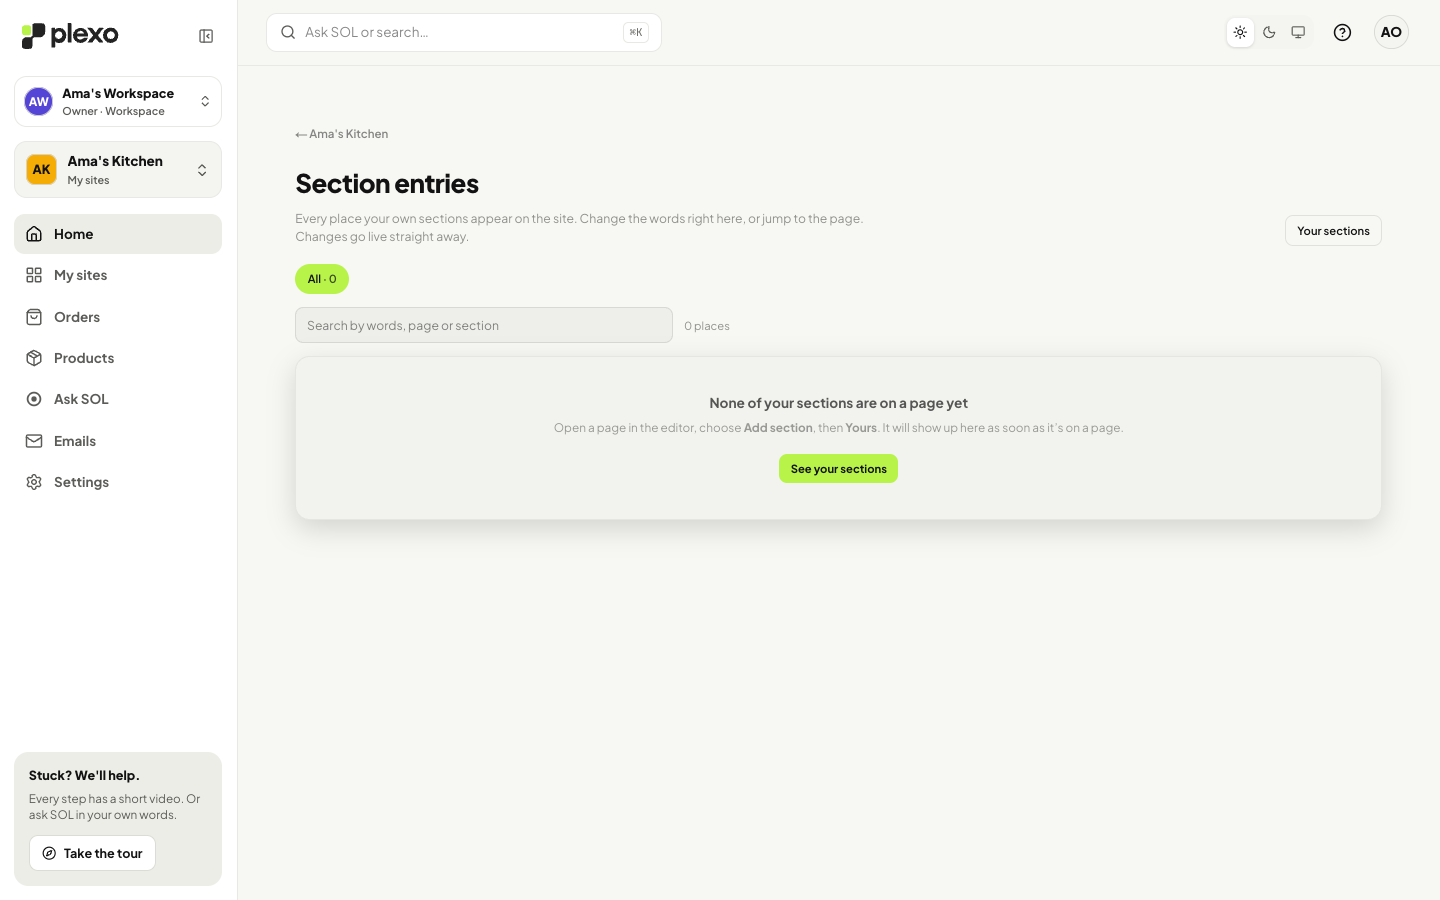 plexo
AW
Ama's Workspace
Owner · Workspace
AK
Ama's Kitchen
My sites
Home
My sites
Orders
Products
Ask SOL
Emails
Settings
Stuck? We'll help.
Every step has a short video. Or
ask SOL in your own words.
Take the tour
Ask SOL or search...
⌘K
AO
← Ama's Kitchen
Section entries
Every place your own sections appear on the site. Change the words right here, or jump to the page.
Changes go live straight away.
Your sections
All · 0
Search by words, page or section
0 places
None of your sections are on a page yet
Open a page in the editor, choose Add section, then Yours. It will show up here as soon as it's on a page.
See your sections